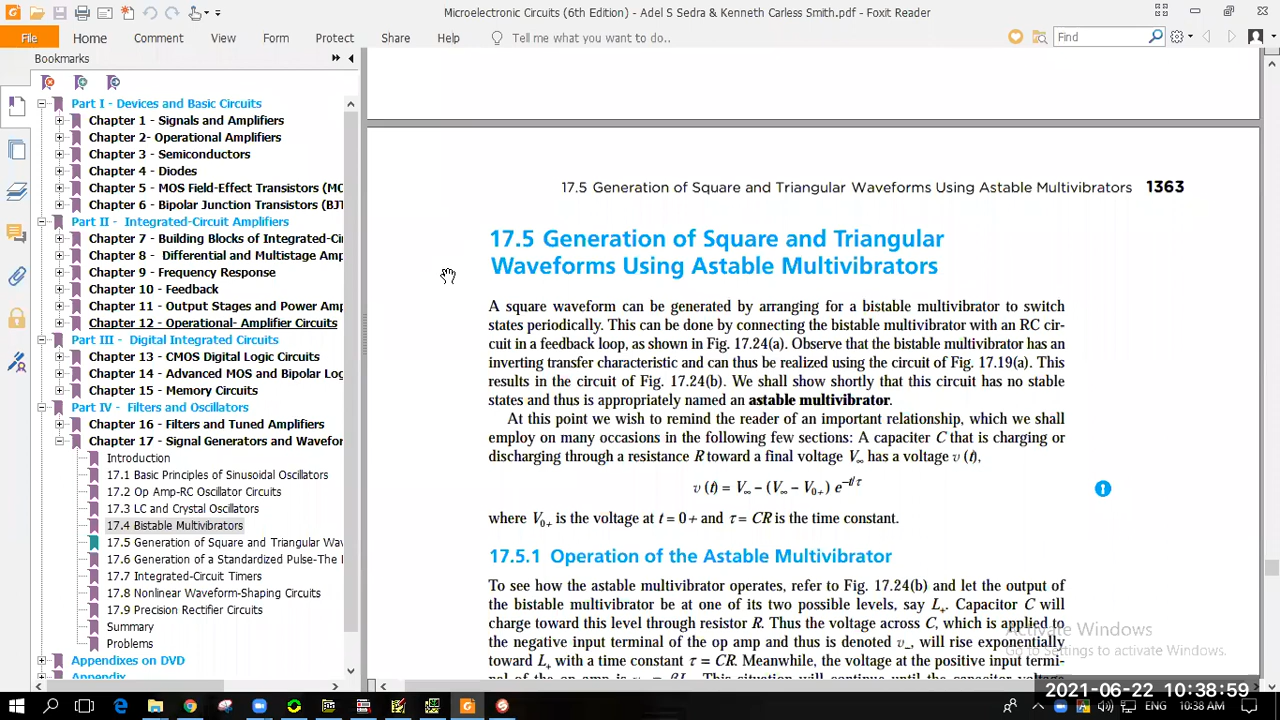 Microelectronic Circuits (6th Edition) - Adel S Sedra & Kenneth Carless Smith.pdf - Foxit Reader
File Home Comment View Form Protect Share Help Tell me what you want to do.. Find
Bookmarks
Part I - Devices and Basic Circuits
Chapter 1 - Signals and Amplifiers
Chapter 2- Operational Amplifiers
Chapter 3 - Semiconductors
Chapter 4 - Diodes
Chapter 5 - MOS Field-Effect Transistors (MC
Chapter 6 - Bipolar Junction Transistors (BJT
Part II - Integrated-Circuit Amplifiers
Chapter 7 - Building Blocks of Integrated-Ci
Chapter 8 - Differential and Multistage Amp
Chapter 9 - Frequency Response
Chapter 10 - Feedback
Chapter 11 - Output Stages and Power Amp
Chapter 12 - Operational- Amplifier Circuits
Part III - Digital Integrated Circuits
Chapter 13 - CMOS Digital Logic Circuits
Chapter 14 - Advanced MOS and Bipolar Log
Chapter 15 - Memory Circuits
Part IV - Filters and Oscillators
Chapter 16 - Filters and Tuned Amplifiers
Chapter 17 - Signal Generators and Wavefor
Introduction
17.1 Basic Principles of Sinusoidal Oscillators
17.2 Op Amp-RC Oscillator Circuits
17.3 LC and Crystal Oscillators
17.4 Bistable Multivibrators
17.5 Generation of Square and Triangular Wav
17.6 Generation of a Standardized Pulse-The
17.7 Integrated-Circuit Timers
17.8 Nonlinear Waveform-Shaping Circuits
17.9 Precision Rectifier Circuits
Summary
Problems
Appendixes on DVD
Appendix
17.5 Generation of Square and Triangular Waveforms Using Astable Multivibrators 1363
17.5 Generation of Square and Triangular
Waveforms Using Astable Multivibrators
A square waveform can be generated by arranging for a bistable multivibrator to switch
states periodically. This can be done by connecting the bistable multivibrator with an RC cir-
cuit in a feedback loop, as shown in Fig. 17.24(a). Observe that the bistable multivibrator has an
inverting transfer characteristic and can thus be realized using the circuit of Fig. 17.19(a). This
results in the circuit of Fig. 17.24(b). We shall show shortly that this circuit has no stable
states and thus is appropriately named an astable multivibrator.
At this point we wish to remind the reader of an important relationship, which we shall
employ on many occasions in the following few sections: A capaciter C that is charging or
discharging through a resistance R toward a final voltage V∞ has a voltage υ (t),
υ (t) = V∞ – (V∞ – V0+) e–t/τ
where V0+ is the voltage at t = 0+ and τ = CR is the time constant.
17.5.1 Operation of the Astable Multivibrator
To see how the astable multivibrator operates, refer to Fig. 17.24(b) and let the output of
the bistable multivibrator be at one of its two possible levels, say L+. Capacitor C will
charge toward this level through resistor R. Thus the voltage across C, which is applied to
the negative input terminal of the op amp and thus is denoted υ–, will rise exponentially
toward L+ with a time constant τ = CR. Meanwhile, the voltage at the positive input termi-
nal of the op amp is υ+ = βL+. This situation will continue until the capacitor voltage
Activate Windows
Go to Settings to activate Windows.
2021-06-22 10:38:59
ENG 10:38 AM